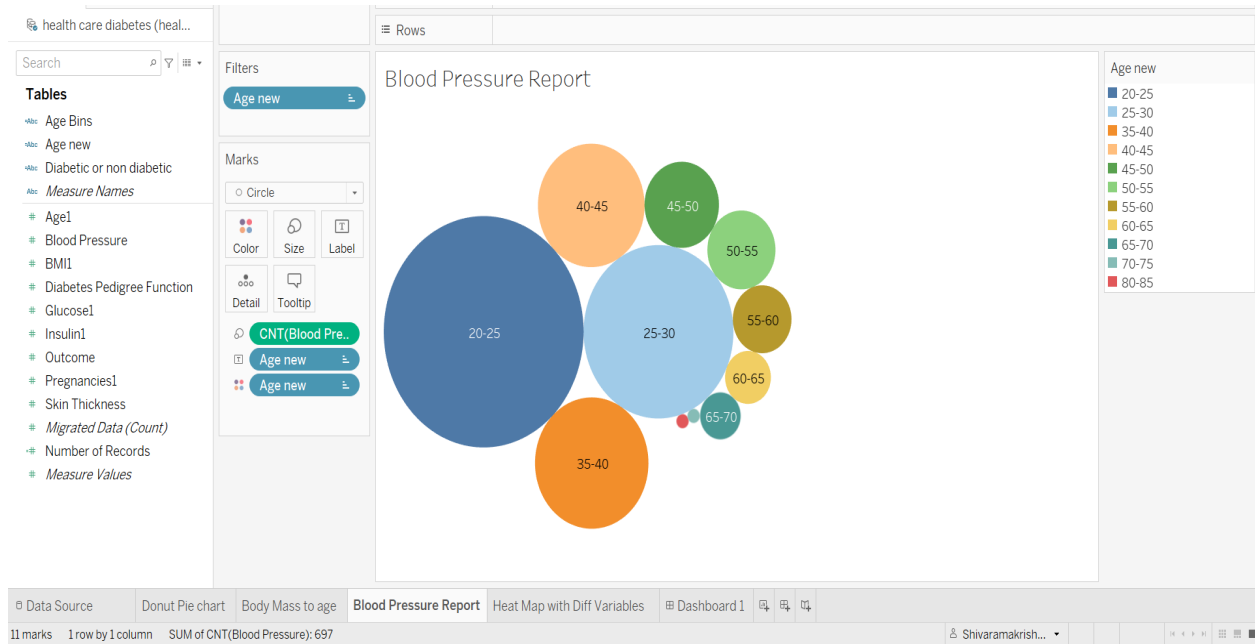 health care diabetes (heal...
Search
Tables
Abc Age Bins
Abc Age new
Abc Diabetic or non diabetic
Abc Measure Names
# Age1
# Blood Pressure
# BMI1
# Diabetes Pedigree Function
# Glucose1
# Insulin1
# Outcome
# Pregnancies1
# Skin Thickness
# Migrated Data (Count)
# Number of Records
# Measure Values
Filters
Age new
Marks
Circle
Color Size Label
Detail Tooltip
CNT(Blood Pre..
Age new
Age new
Rows
Blood Pressure Report
40-45
45-50
50-55
20-25
25-30
55-60
60-65
65-70
35-40
Age new
20-25
25-30
35-40
40-45
45-50
50-55
55-60
60-65
65-70
70-75
80-85
Data Source Donut Pie chart Body Mass to age Blood Pressure Report Heat Map with Diff Variables Dashboard 1
11 marks 1 row by 1 column SUM of CNT(Blood Pressure): 697 Shivaramakrish...